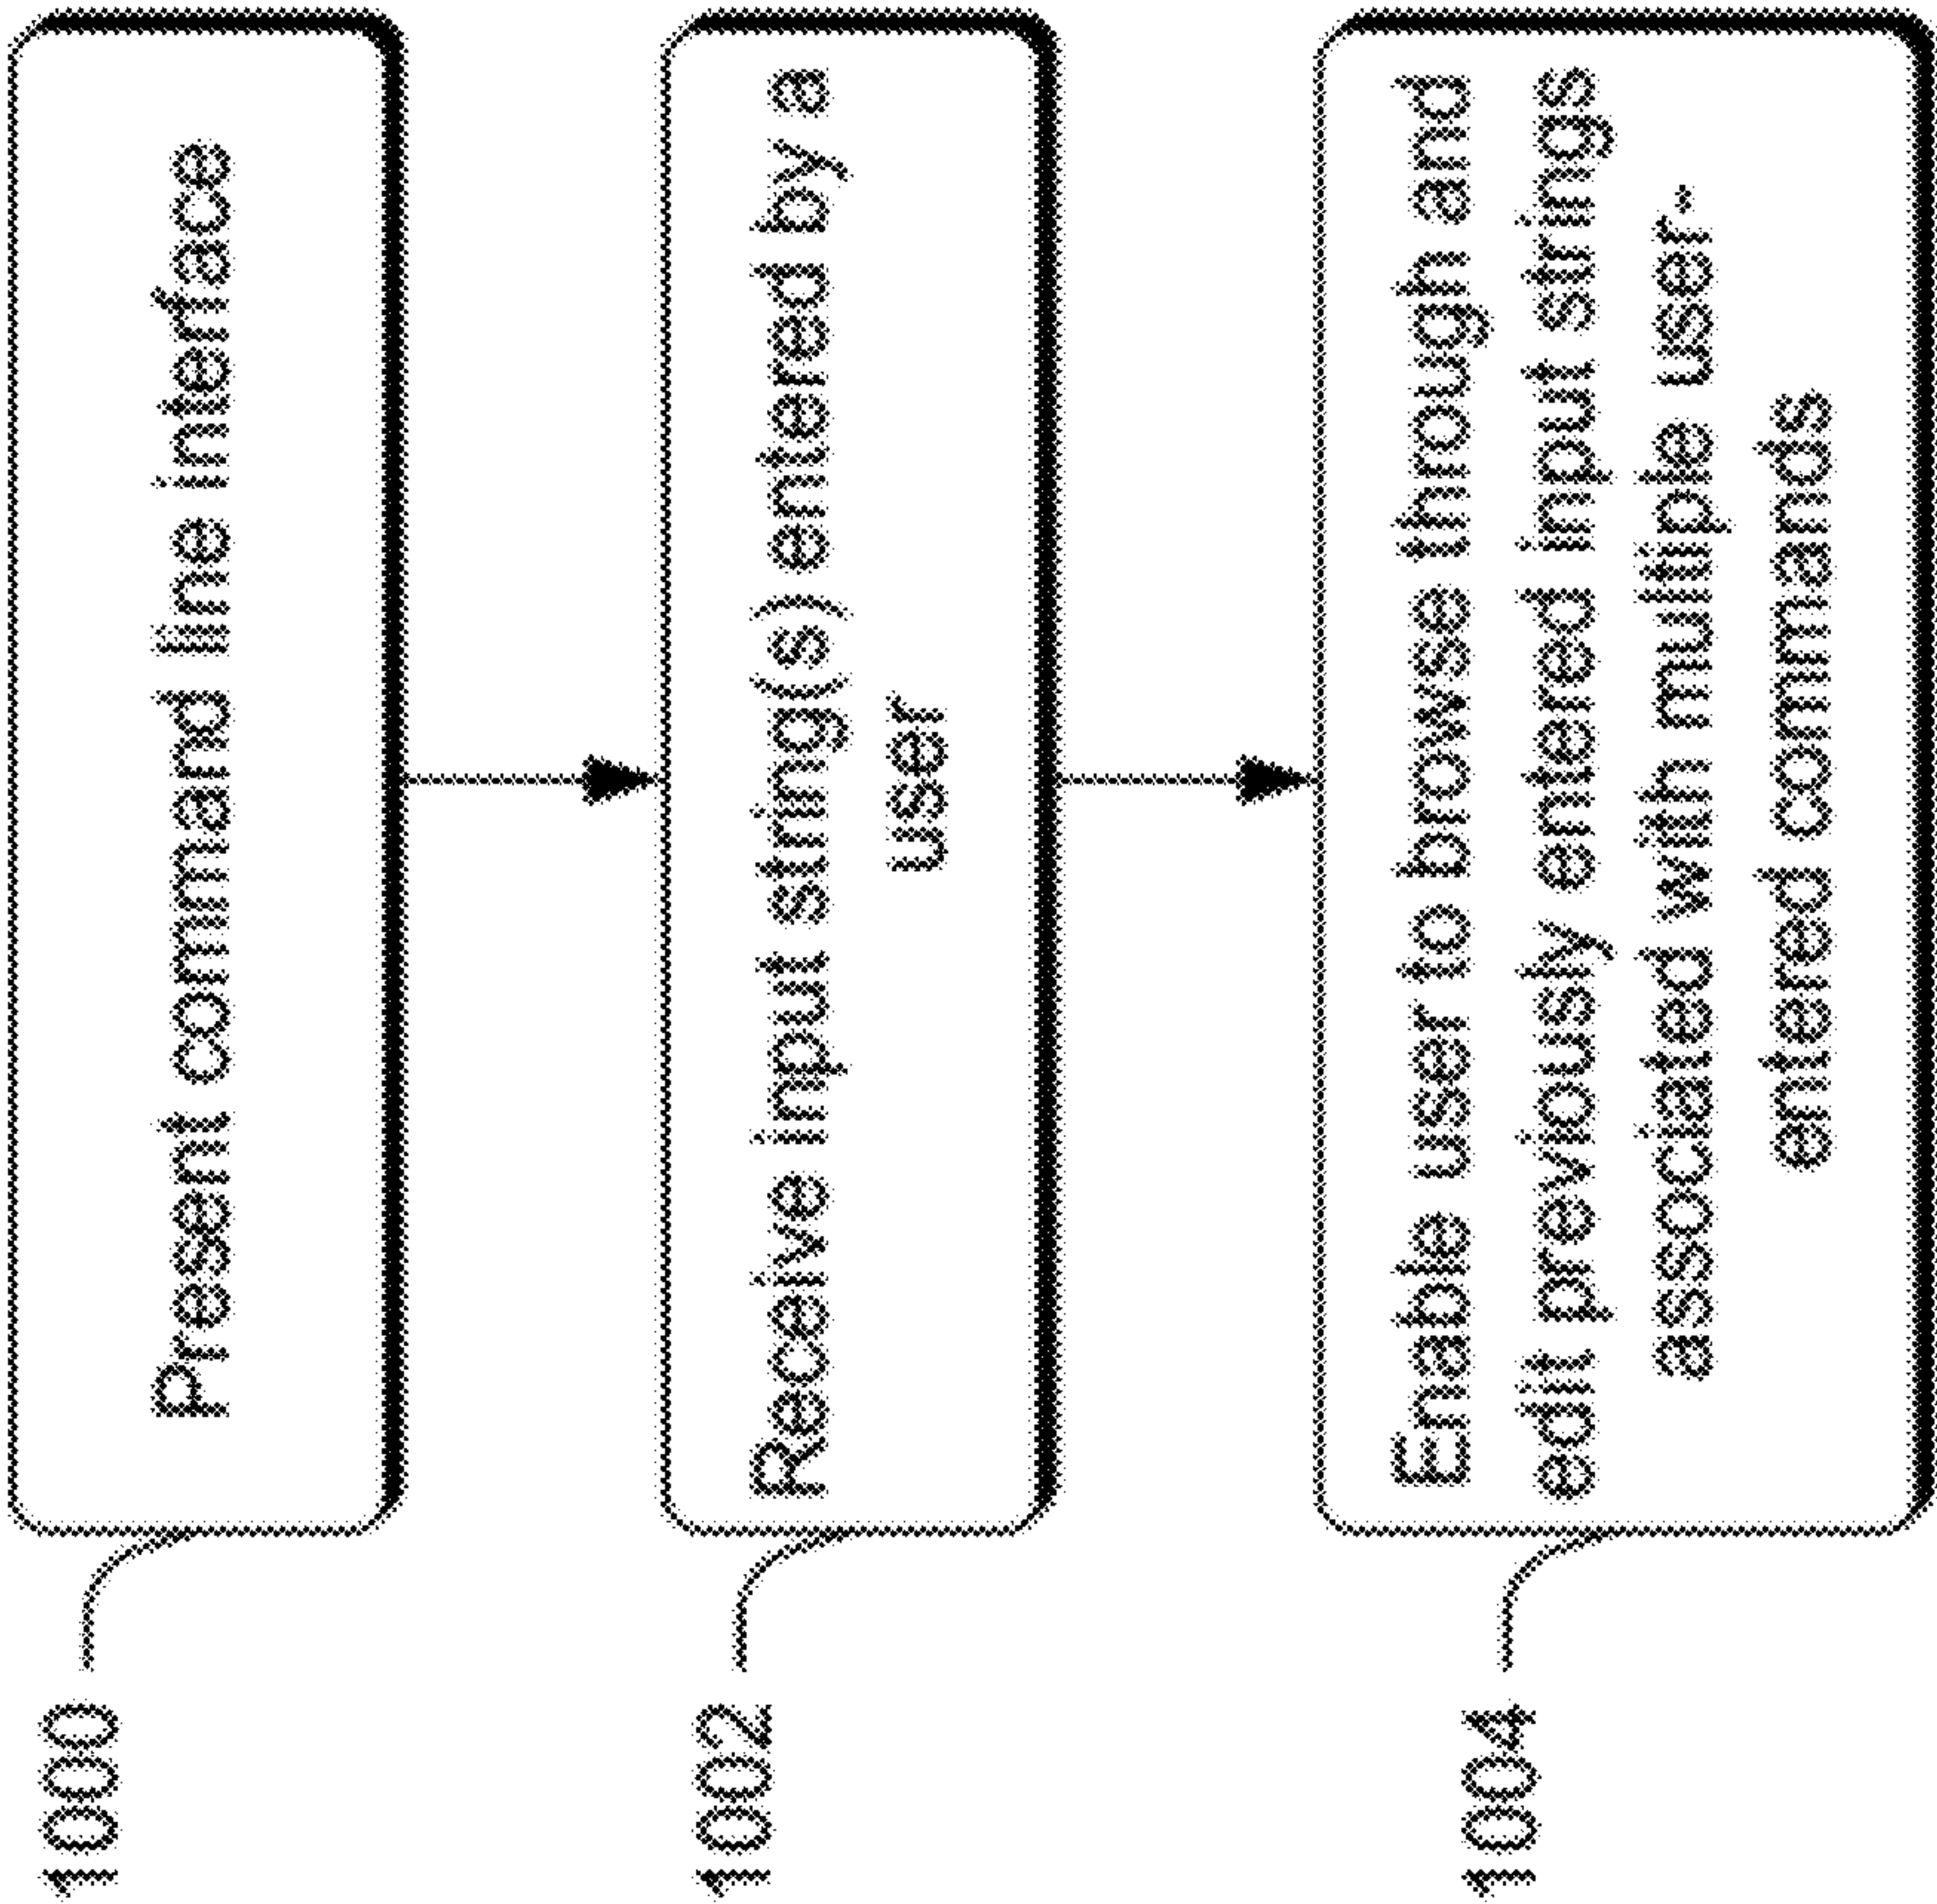 1000
Present command line interface
1002
Receive input string(s) entered by a
user
1004
Enable user to browse through and
edit previously entered input strings
associated with multiple user-
entered commands